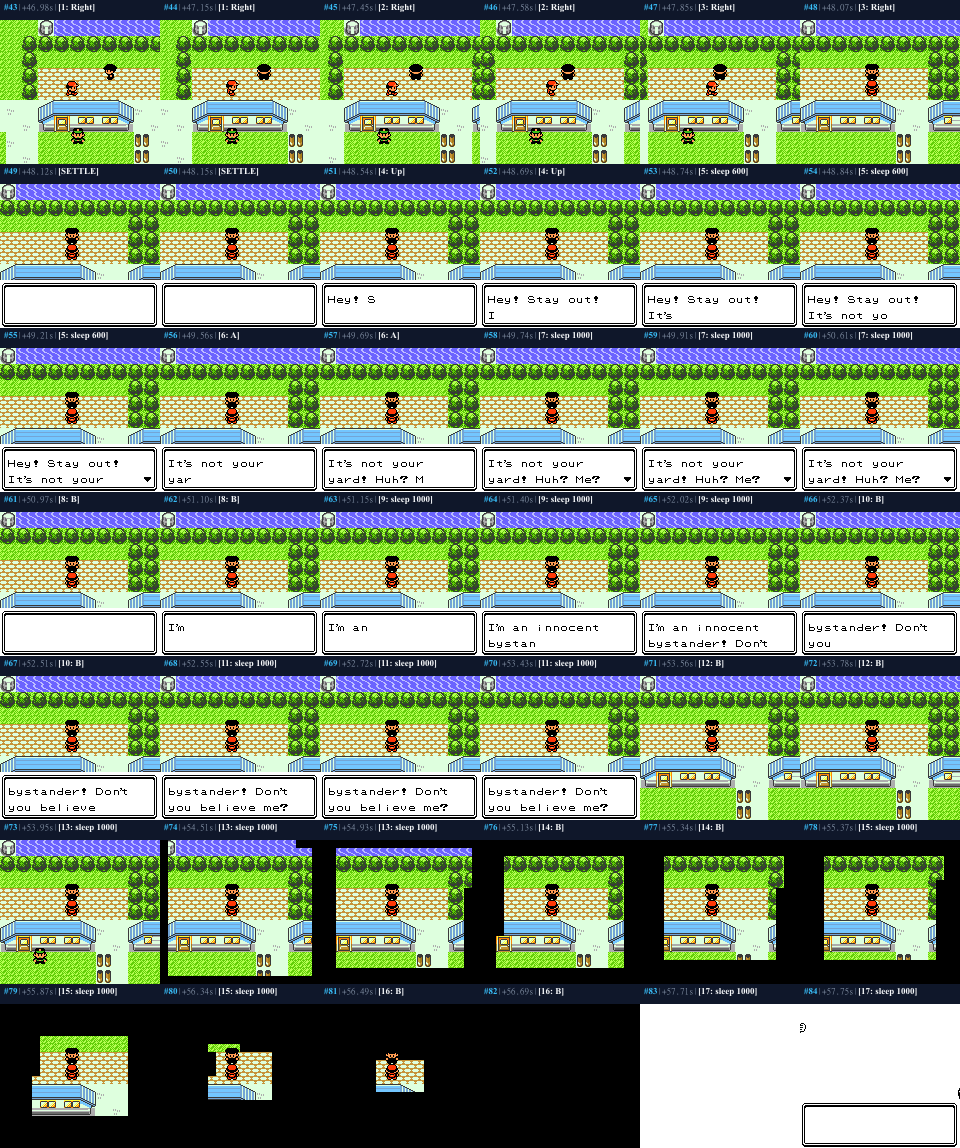 #43|+46.98s|[1: Right]
#44|+47.15s|[1: Right]
#45|+47.45s|[2: Right]
#46|+47.58s|[2: Right]
#47|+47.85s|[3: Right]
#48|+48.07s|[3: Right]
#49|+48.12s|[SETTLE]
#50|+48.15s|[SETTLE]
#51|+48.54s|[4: Up]
#52|+48.69s|[4: Up]
#53|+48.74s|[5: sleep 600]
#54|+48.84s|[5: sleep 600]
Hey! S
Hey! Stay out!
I
Hey! Stay out!
It's
Hey! Stay out!
It's not yo
#55|+49.21s|[5: sleep 600]
#56|+49.56s|[6: A]
#57|+49.69s|[6: A]
#58|+49.74s|[7: sleep 1000]
#59|+49.91s|[7: sleep 1000]
#60|+50.61s|[7: sleep 1000]
Hey! Stay out!
It's not your
It's not your
yar
It's not your
yard! Huh? M
It's not your
yard! Huh? Me?
It's not your
yard! Huh? Me?
It's not your
yard! Huh? Me?
#61|+50.97s|[8: B]
#62|+51.10s|[8: B]
#63|+51.15s|[9: sleep 1000]
#64|+51.40s|[9: sleep 1000]
#65|+52.02s|[9: sleep 1000]
#66|+52.37s|[10: B]
I'm
I'm an
I'm an innocent
bystan
I'm an innocent
bystander! Don't
bystander! Don't
you
#67|+52.51s|[10: B]
#68|+52.55s|[11: sleep 1000]
#69|+52.72s|[11: sleep 1000]
#70|+53.43s|[11: sleep 1000]
#71|+53.56s|[12: B]
#72|+53.78s|[12: B]
bystander! Don't
you believe
bystander! Don't
you believe me?
bystander! Don't
you believe me?
bystander! Don't
you believe me?
#73|+53.95s|[13: sleep 1000]
#74|+54.51s|[13: sleep 1000]
#75|+54.93s|[13: sleep 1000]
#76|+55.13s|[14: B]
#77|+55.34s|[14: B]
#78|+55.37s|[15: sleep 1000]
#79|+55.87s|[15: sleep 1000]
#80|+56.34s|[15: sleep 1000]
#81|+56.49s|[16: B]
#82|+56.69s|[16: B]
#83|+57.71s|[17: sleep 1000]
#84|+57.75s|[17: sleep 1000]